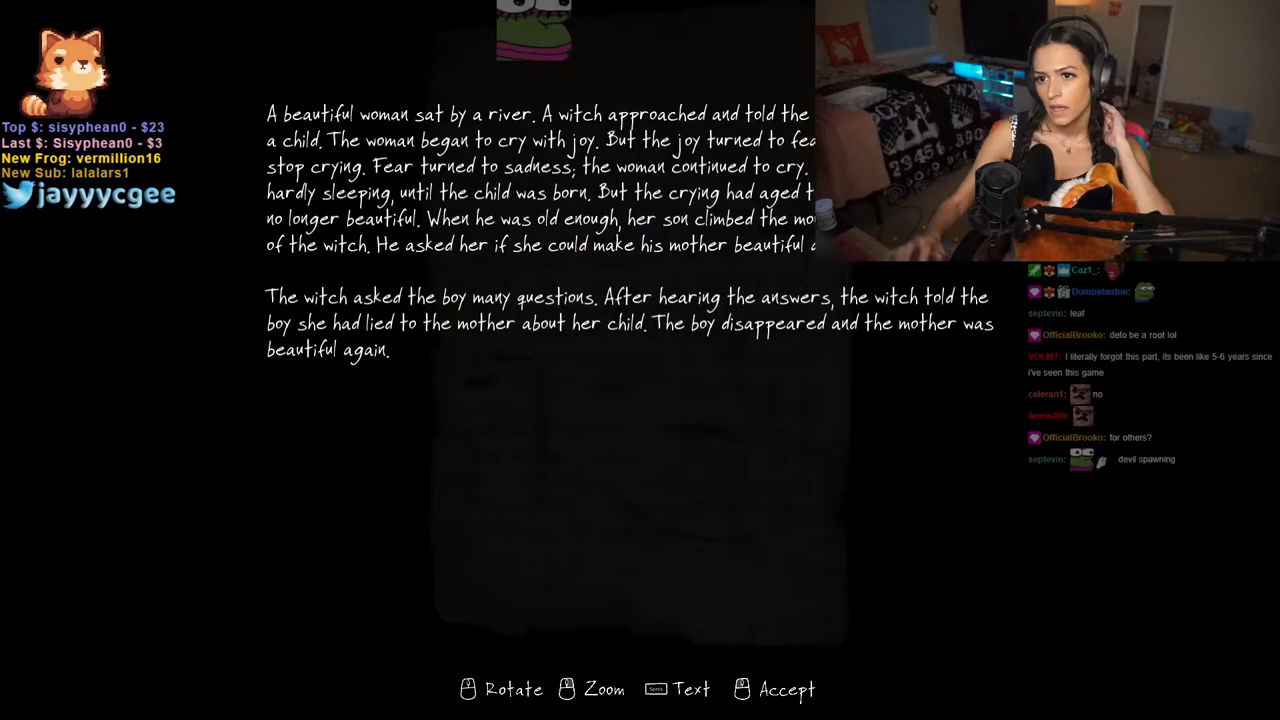 Top $: sisyphean0 - $23
Last $: Sisyphean0 - $3
New Frog: vermillion16
New Sub: lalalars1
jayyycgee
A beautiful woman sat by a river. A witch approached and told the
a child. The woman began to cry with joy. But the joy turned to
stop crying. Fear turned to sadness; the woman continued to cry.
hardly sleeping, until the child was born. But the crying had aged
no longer beautiful. When he was old enough, her son climbed the
of the witch. He asked her if she could make his mother beautiful
The witch asked the boy many questions. After hearing the answers, the witch told the
boy she had lied to the mother about her child. The boy disappeared and the mother was
beautiful again.
Caz1_:
Domostanton:
septevin: leaf
OfficialBrooko: defo be a root lol
VOLMT: I literally forgot this part, its been like 5-6 years since
i've seen this game
celeran1: no
OfficialBrooko: for others?
septevin: devil spawning
Rotate Zoom Text Accept